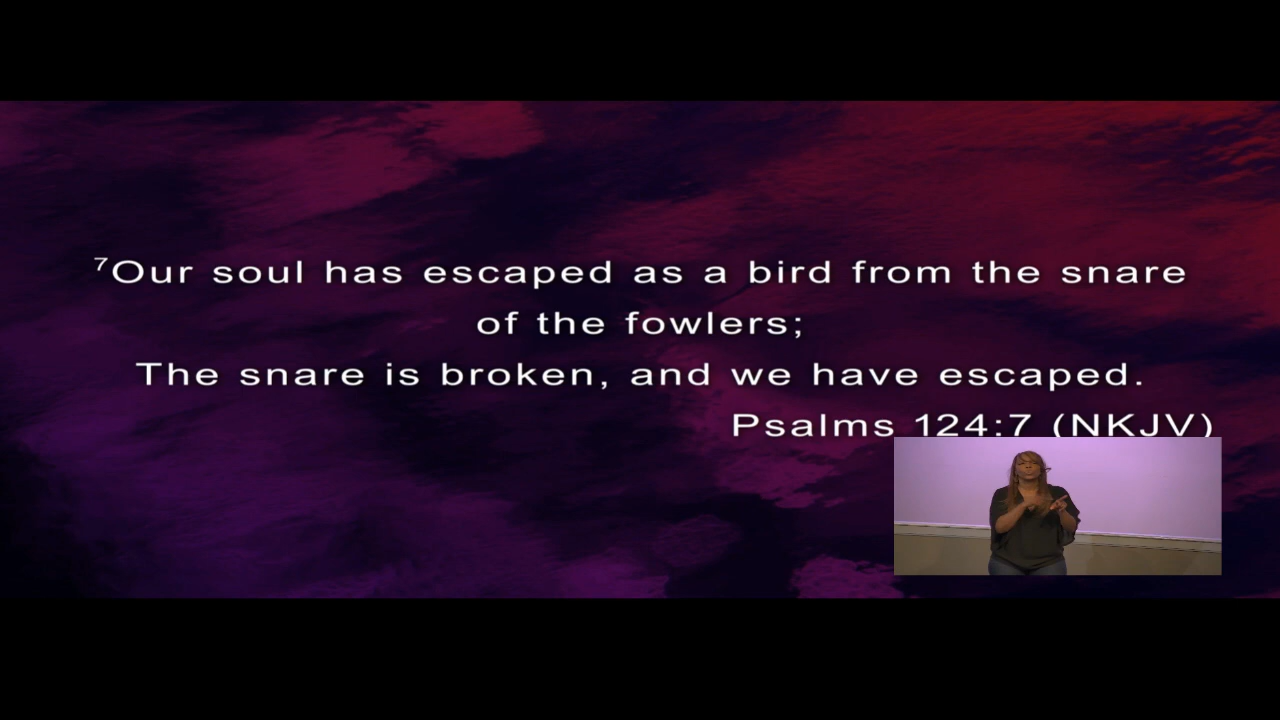 ⁷Our soul has escaped as a bird from the snare
of the fowlers;
The snare is broken, and we have escaped.
Psalms 124:7 (NKJV)